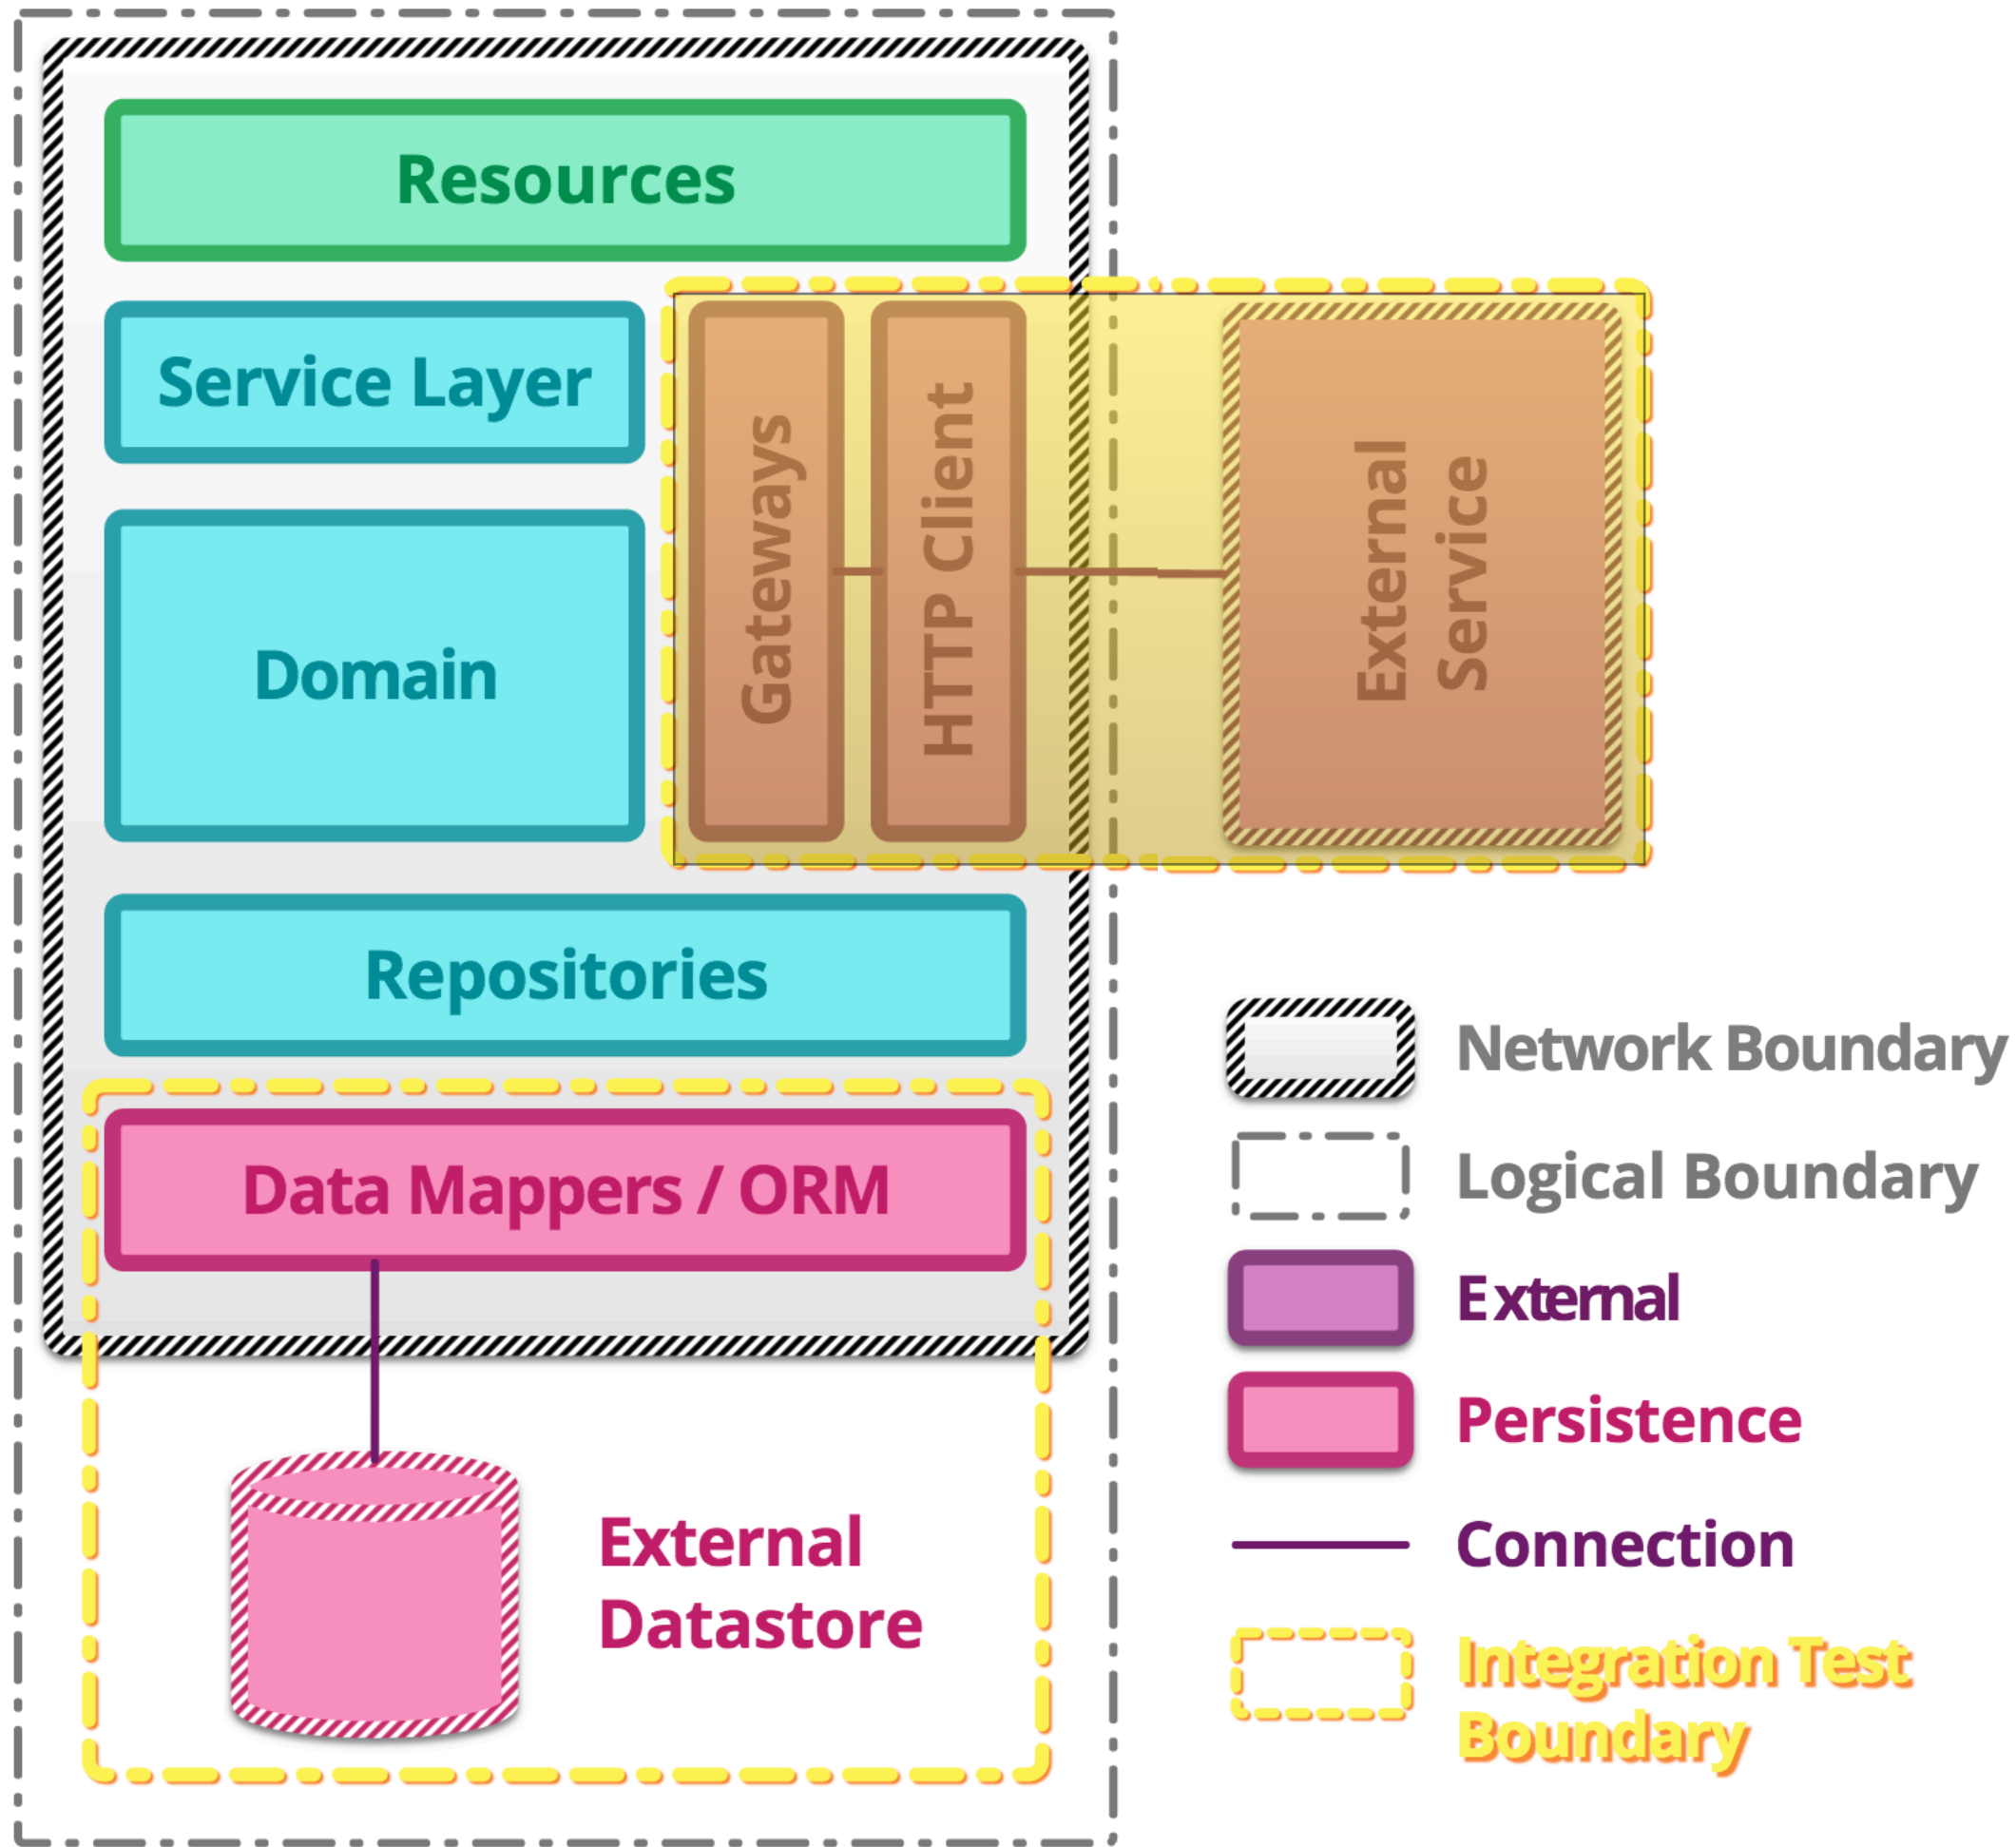 Resources
Service Layer
Gateways
HTTP Client
External
Service
Domain
Repositories
Data Mappers / ORM
External
Datastore
Network Boundary
Logical Boundary
External
Persistence
Connection
Integration Test
Boundary